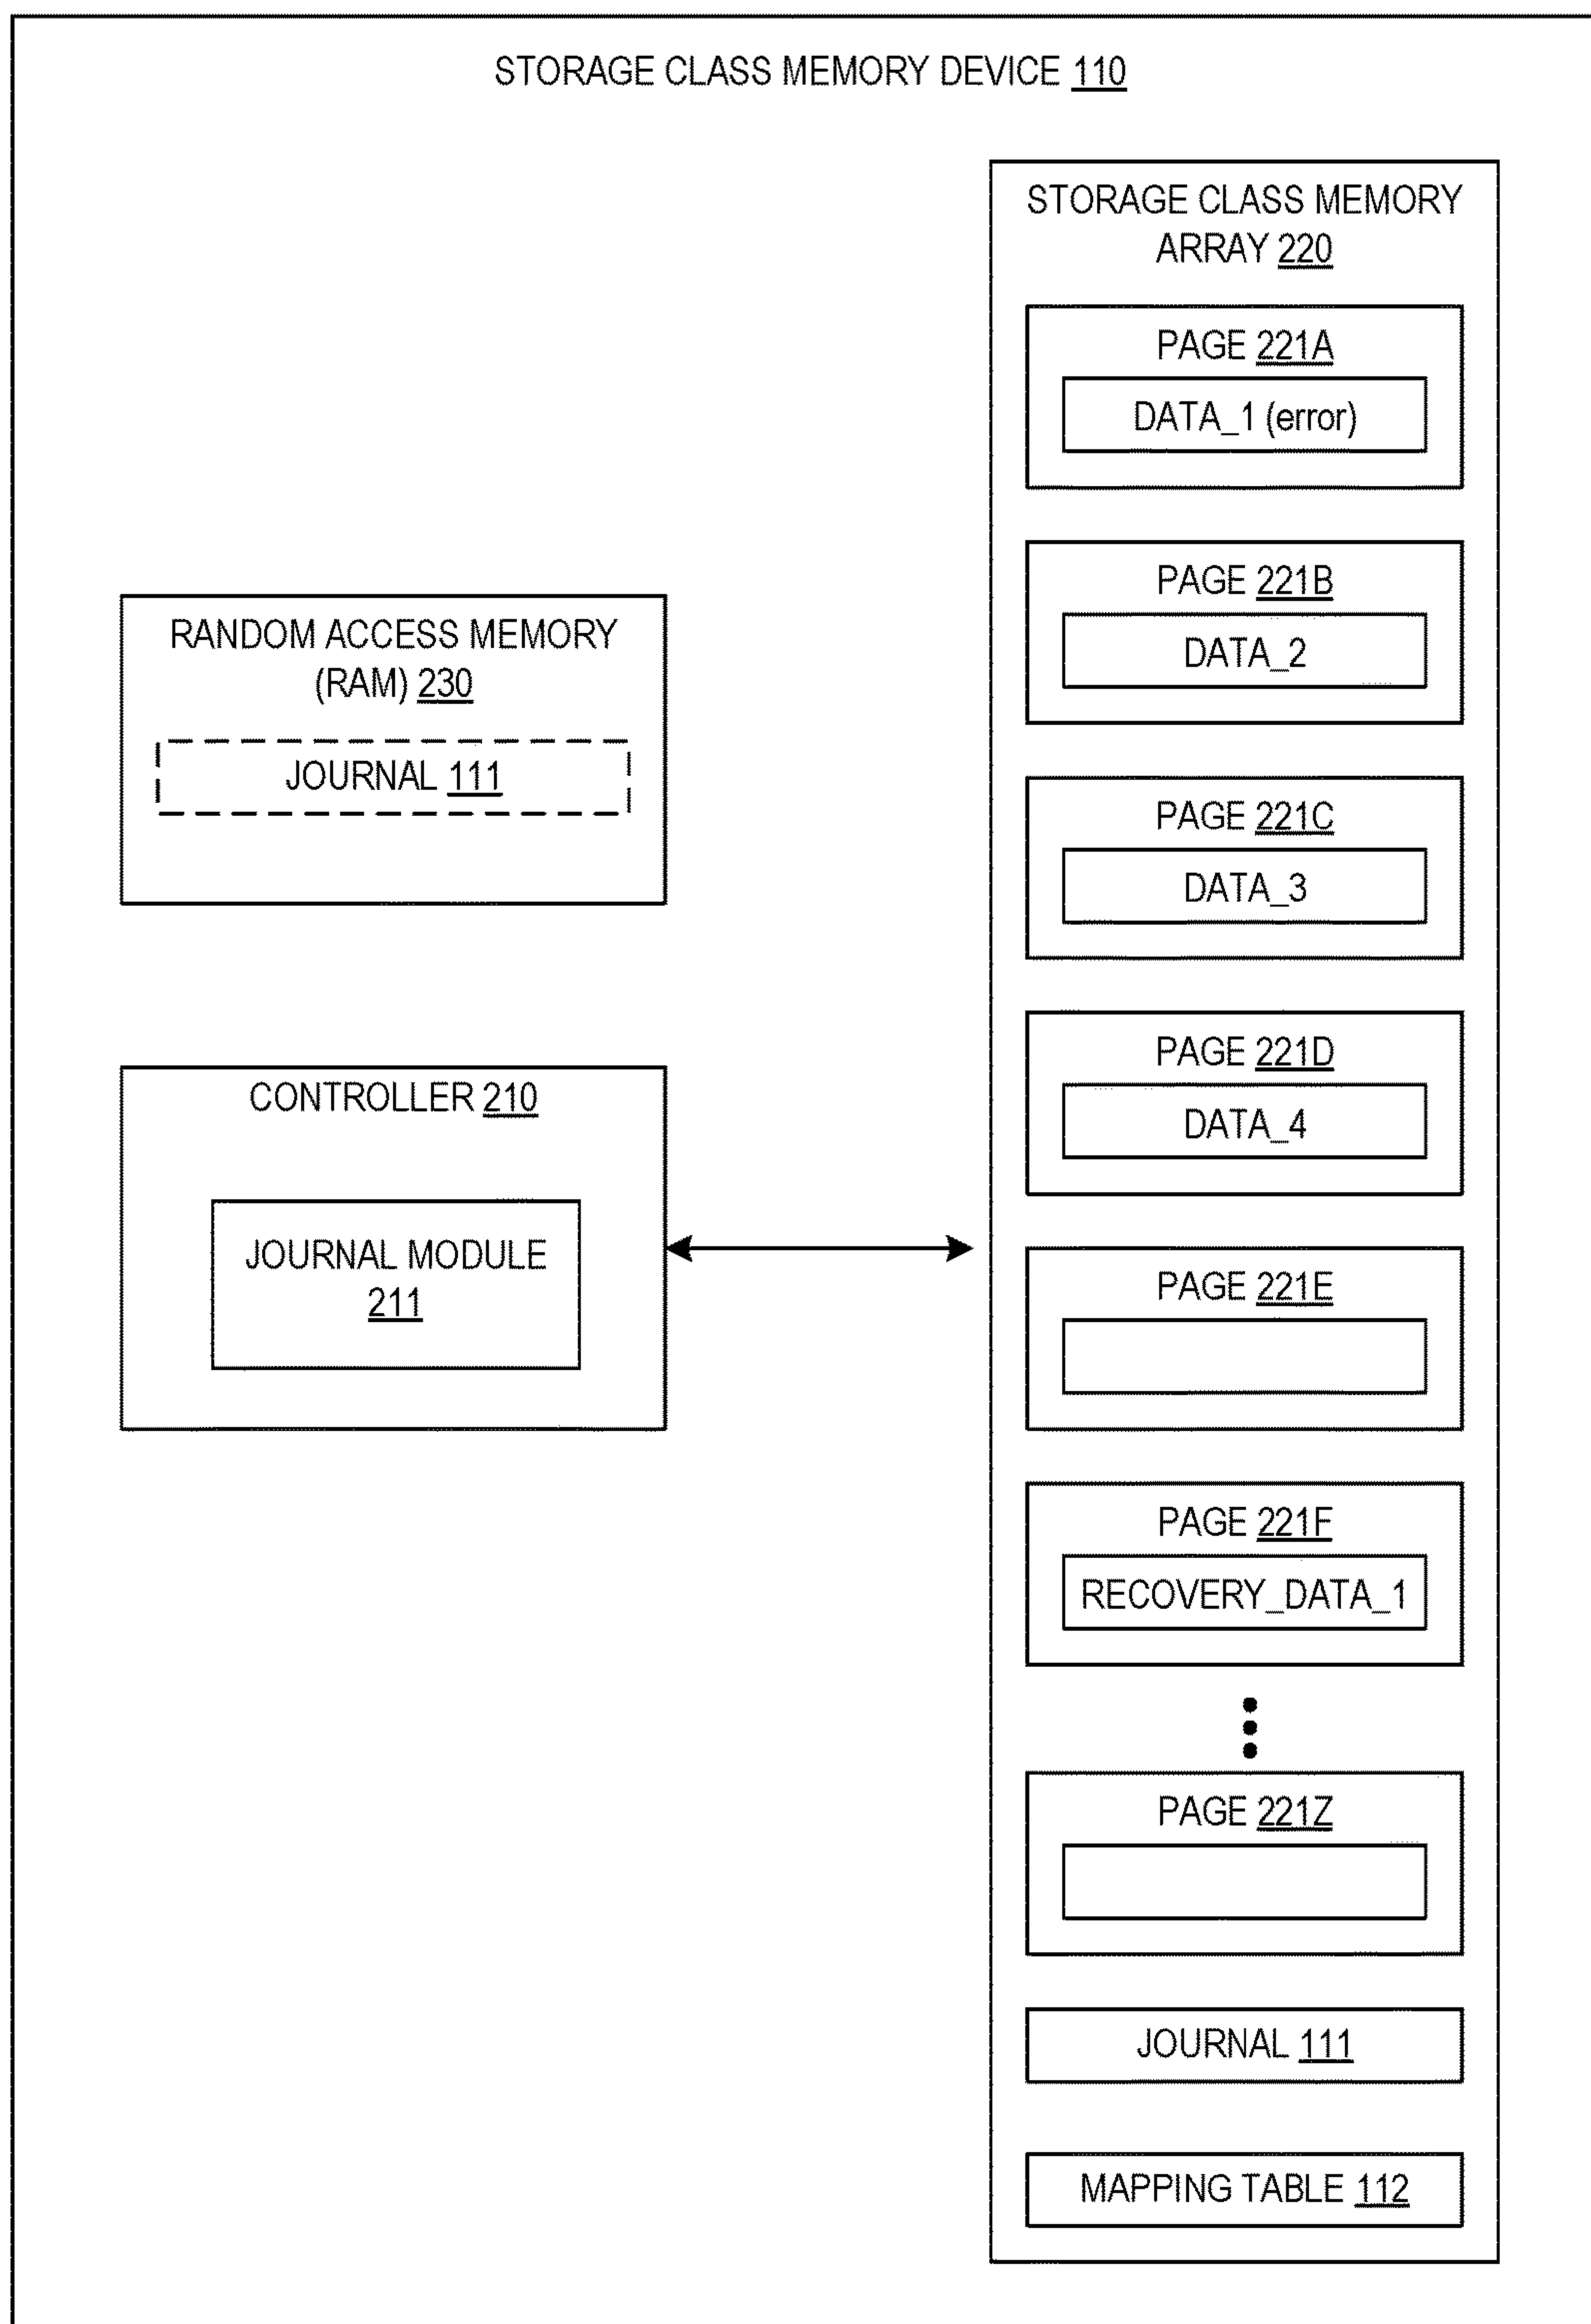 STORAGE CLASS MEMORY DEVICE 110
RANDOM ACCESS MEMORY
(RAM) 230
JOURNAL 111
CONTROLLER 210
JOURNAL MODULE
211
STORAGE CLASS MEMORY
ARRAY 220
PAGE 221A
DATA_1 (error)
PAGE 221B
DATA_2
PAGE 221C
DATA_3
PAGE 221D
DATA_4
PAGE 221E
PAGE 221F
RECOVERY_DATA_1
PAGE 221Z
JOURNAL 111
MAPPING TABLE 112